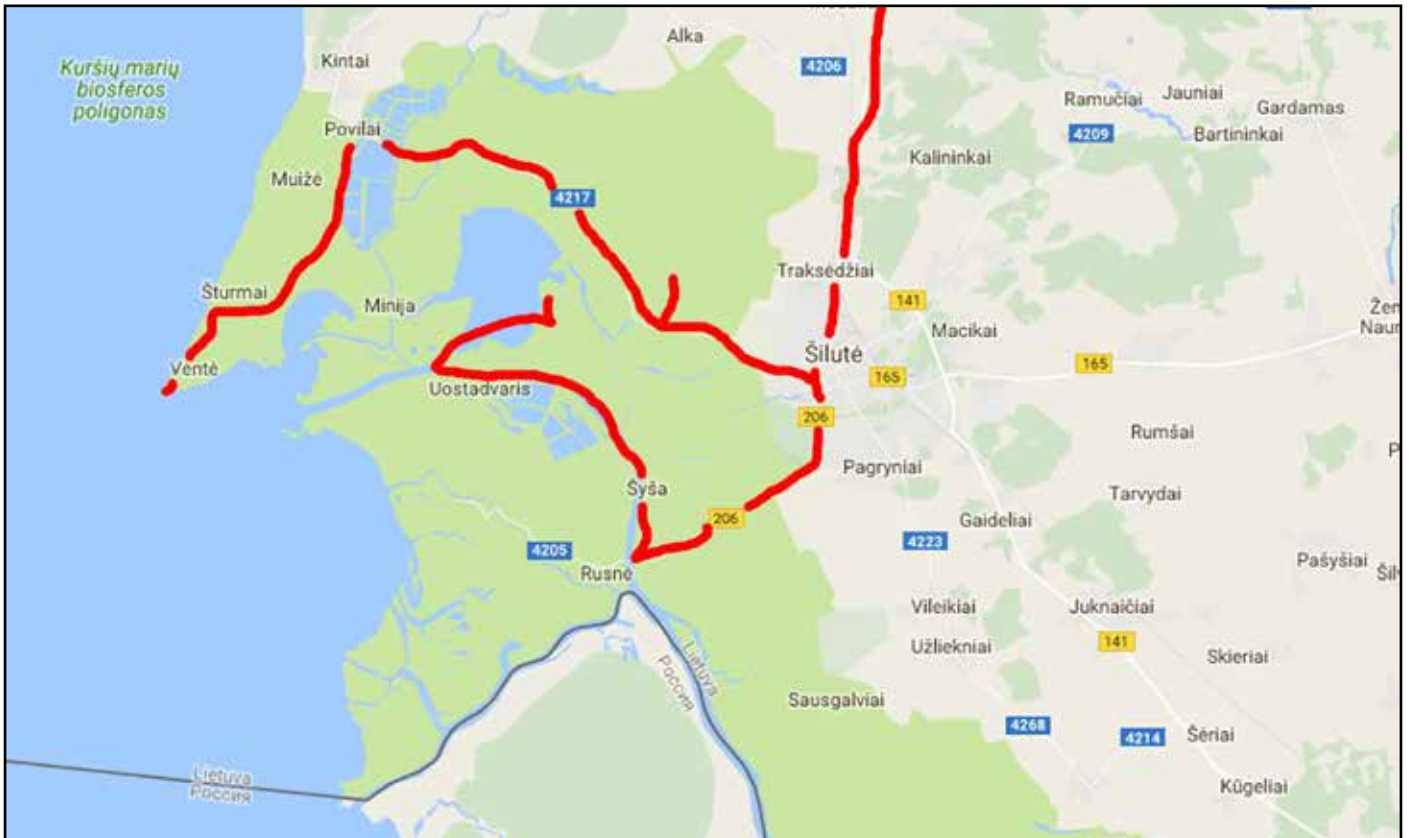 Kintai
Alka
4206
Kuršių marių
biosferos
poligonas
Ramučiai
Jauniai
Gardamas
Povilai
4209
Bartininkai
Kalininkai
Muižė
4217
Traksėdžiai
Šturmai
Minija
141
Macikai
Šilutė
Ventė
165
165
Uostadvaris
206
Rumšai
Pagryniai
Šyša
Tarvydai
206
Gaideliai
4205
4223
Pašyšiai
Rusnė
Vileikiai
Juknaičiai
Užliekniai
141
Skieriai
Lietuva
Россия
Sausgalviai
4268
4214
Šėriai
Lietuva
Россия
Kūgeliai